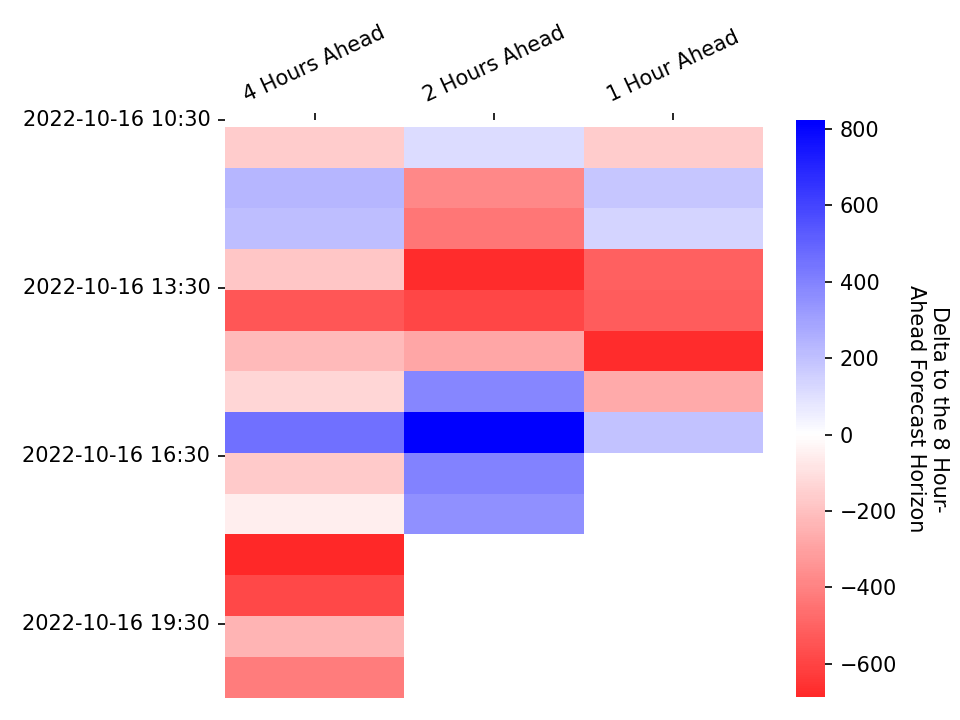 4 Hours Ahead
2 Hours Ahead
1 Hour Ahead
2022-10-16 10:30
2022-10-16 13:30
2022-10-16 16:30
2022-10-16 19:30
800
600
400
200
0
−200
−400
−600
Delta to the 8 Hour-
Ahead Forecast Horizon